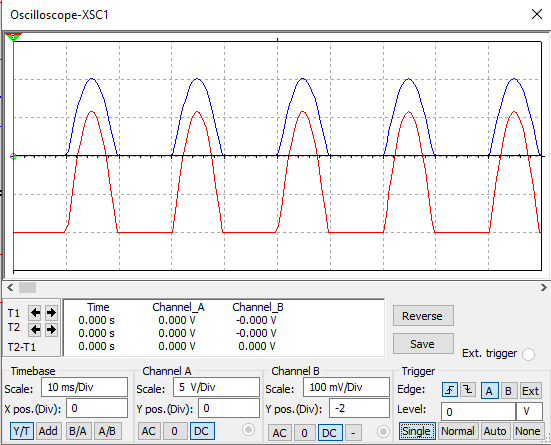 Oscilloscope-XSC1
T1
T2
T2-T1
Time Channel_A Channel_B
0.000 s 0.000 V -0.000 V
0.000 s 0.000 V -0.000 V
0.000 s 0.000 V 0.000 V
Reverse
Save
Ext. trigger
Timebase
Scale: 10 ms/Div
X pos.(Div): 0
Y/T Add B/A A/B
Channel A
Scale: 5 V/Div
Y pos.(Div): 0
AC 0 DC
Channel B
Scale: 100 mV/Div
Y pos.(Div): -2
AC 0 DC -
Trigger
Edge: A B Ext
Level: 0 V
Single Normal Auto None